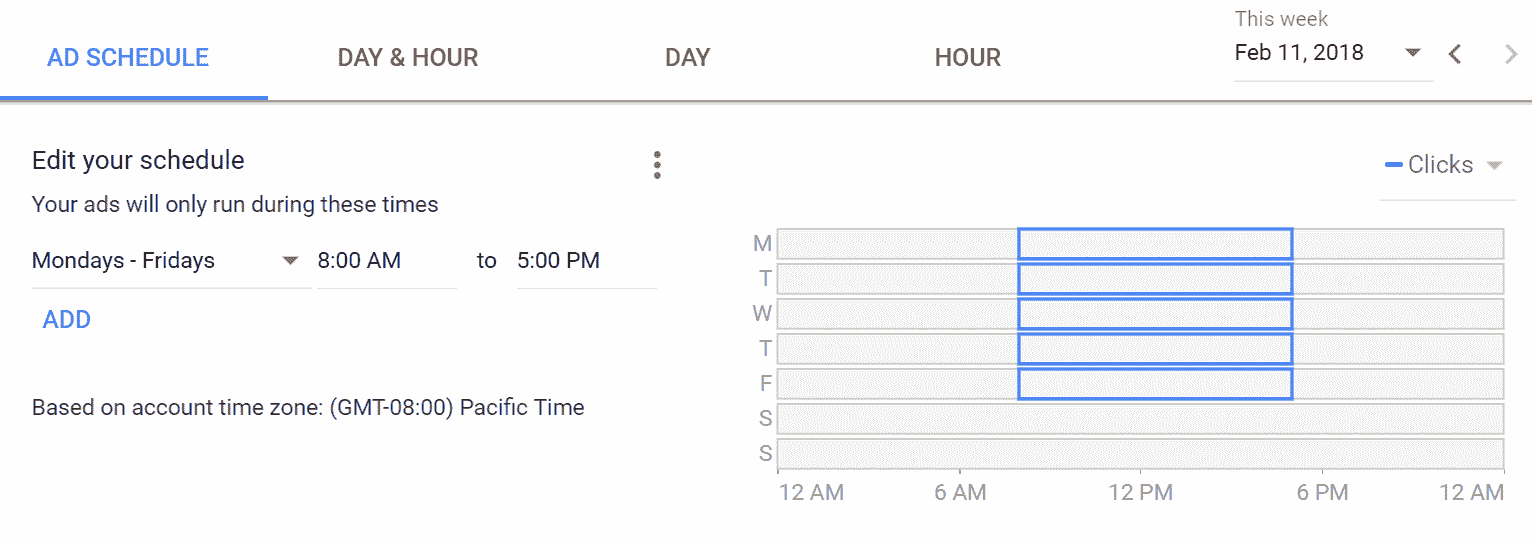 This week
AD SCHEDULE DAY & HOUR DAY HOUR Feb 11, 2018
Edit your schedule
Clicks
Your ads will only run during these times
Mondays - Fridays 8:00 AM to 5:00 PM
ADD
Based on account time zone: (GMT-08:00) Pacific Time
M
T
W
T
F
S
S
12 AM 6 AM 12 PM 6 PM 12 AM